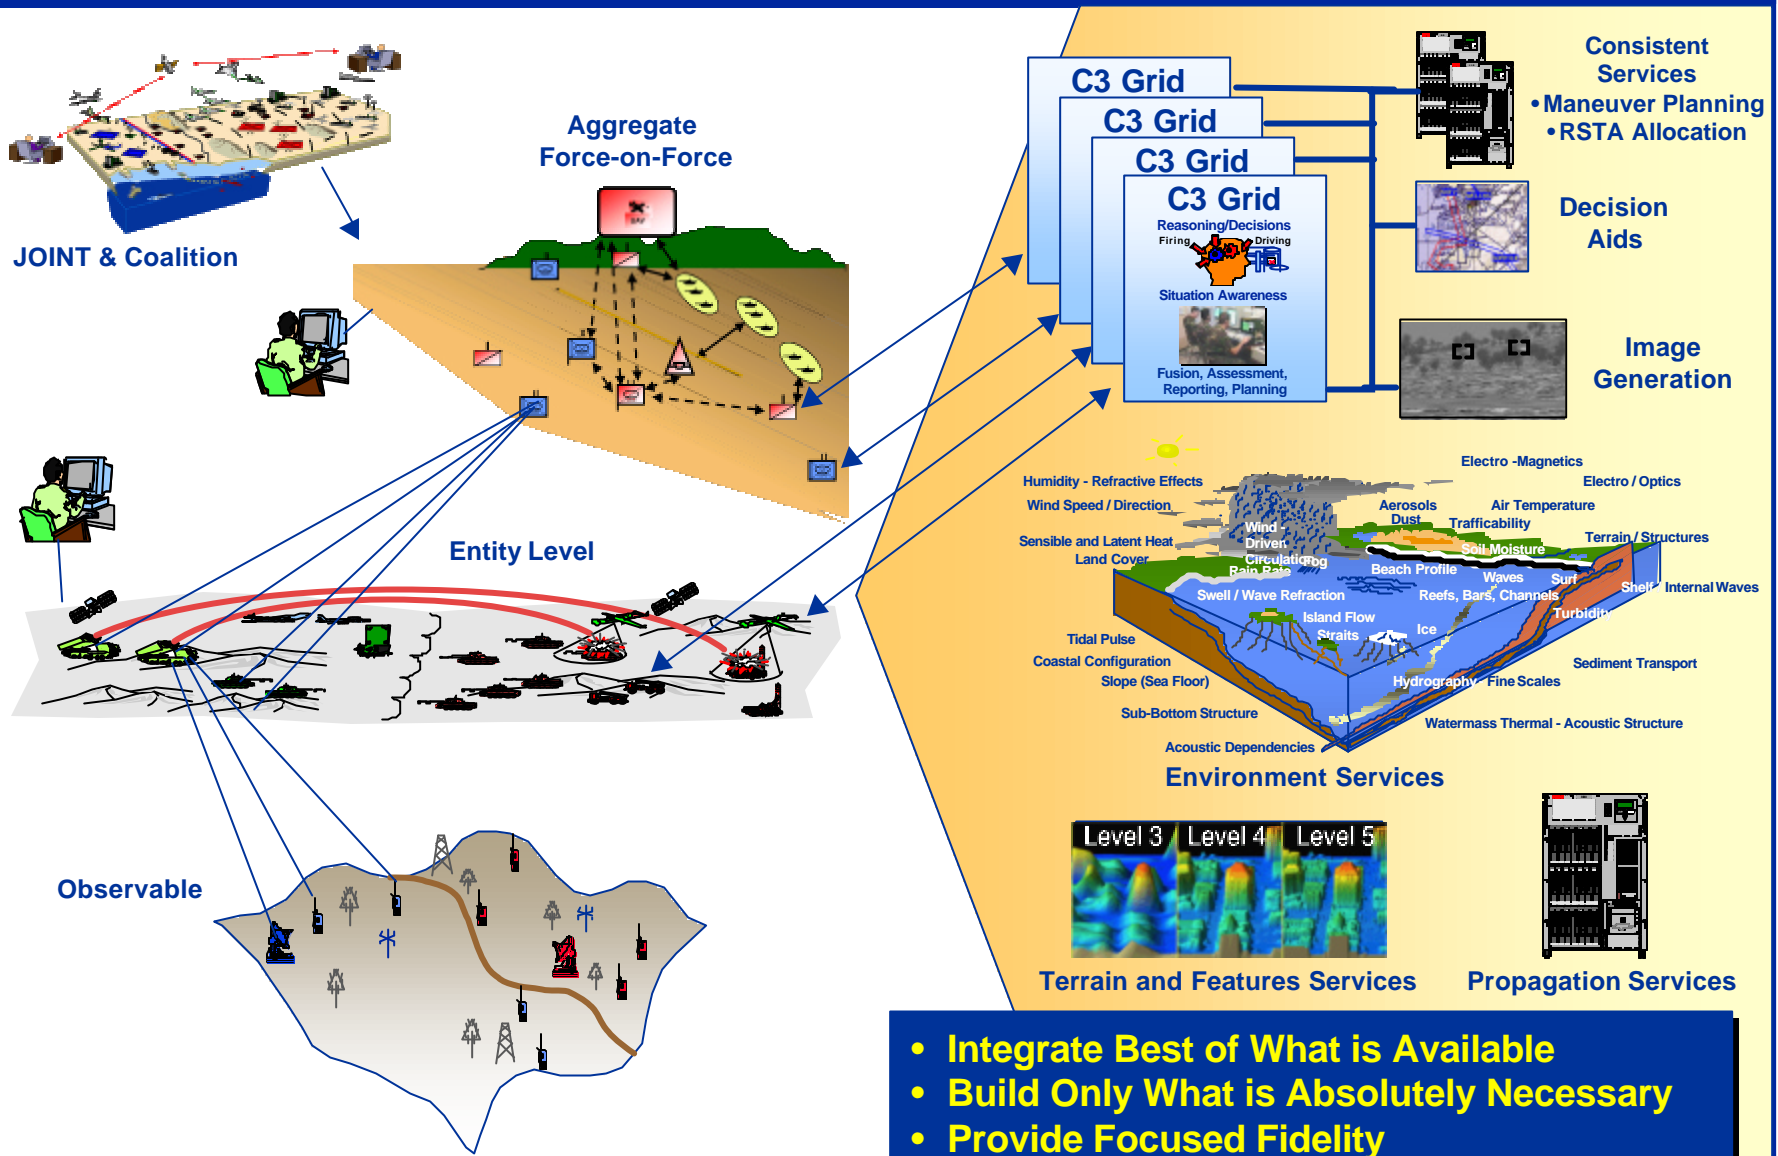 JOINT & Coalition
Aggregate
Force-on-Force
Entity Level
Observable
C3 Grid
C3 Grid
C3 Grid
C3 Grid
Reasoning/Decisions
Firing
Driving
Situation Awareness
Fusion, Assessment,
Reporting, Planning
Consistent
Services
•Maneuver Planning
•RSTA Allocation
Decision
Aids
Image
Generation
Electro -Magnetics
Humidity - Refractive Effects
Electro / Optics
Wind Speed / Direction
Aerosols
Dust
Air Temperature
Trafficability
Wind -
Driven
Circulation
Sensible and Latent Heat
Terrain / Structures
Soil Moisture
Land Cover
Fog
Rain Rate
Beach Profile
Waves
Surf
Shelf / Internal Waves
Swell / Wave Refraction
Reefs, Bars, Channels
Turbidity
Island Flow
Straits
Ice
Tidal Pulse
Coastal Configuration
Sediment Transport
Slope (Sea Floor)
Hydrography - Fine Scales
Sub-Bottom Structure
Watermass Thermal - Acoustic Structure
Acoustic Dependencies
Environment Services
Level 3
Level 4
Level 5
Terrain and Features Services
Propagation Services
• Integrate Best of What is Available
• Build Only What is Absolutely Necessary
• Provide Focused Fidelity